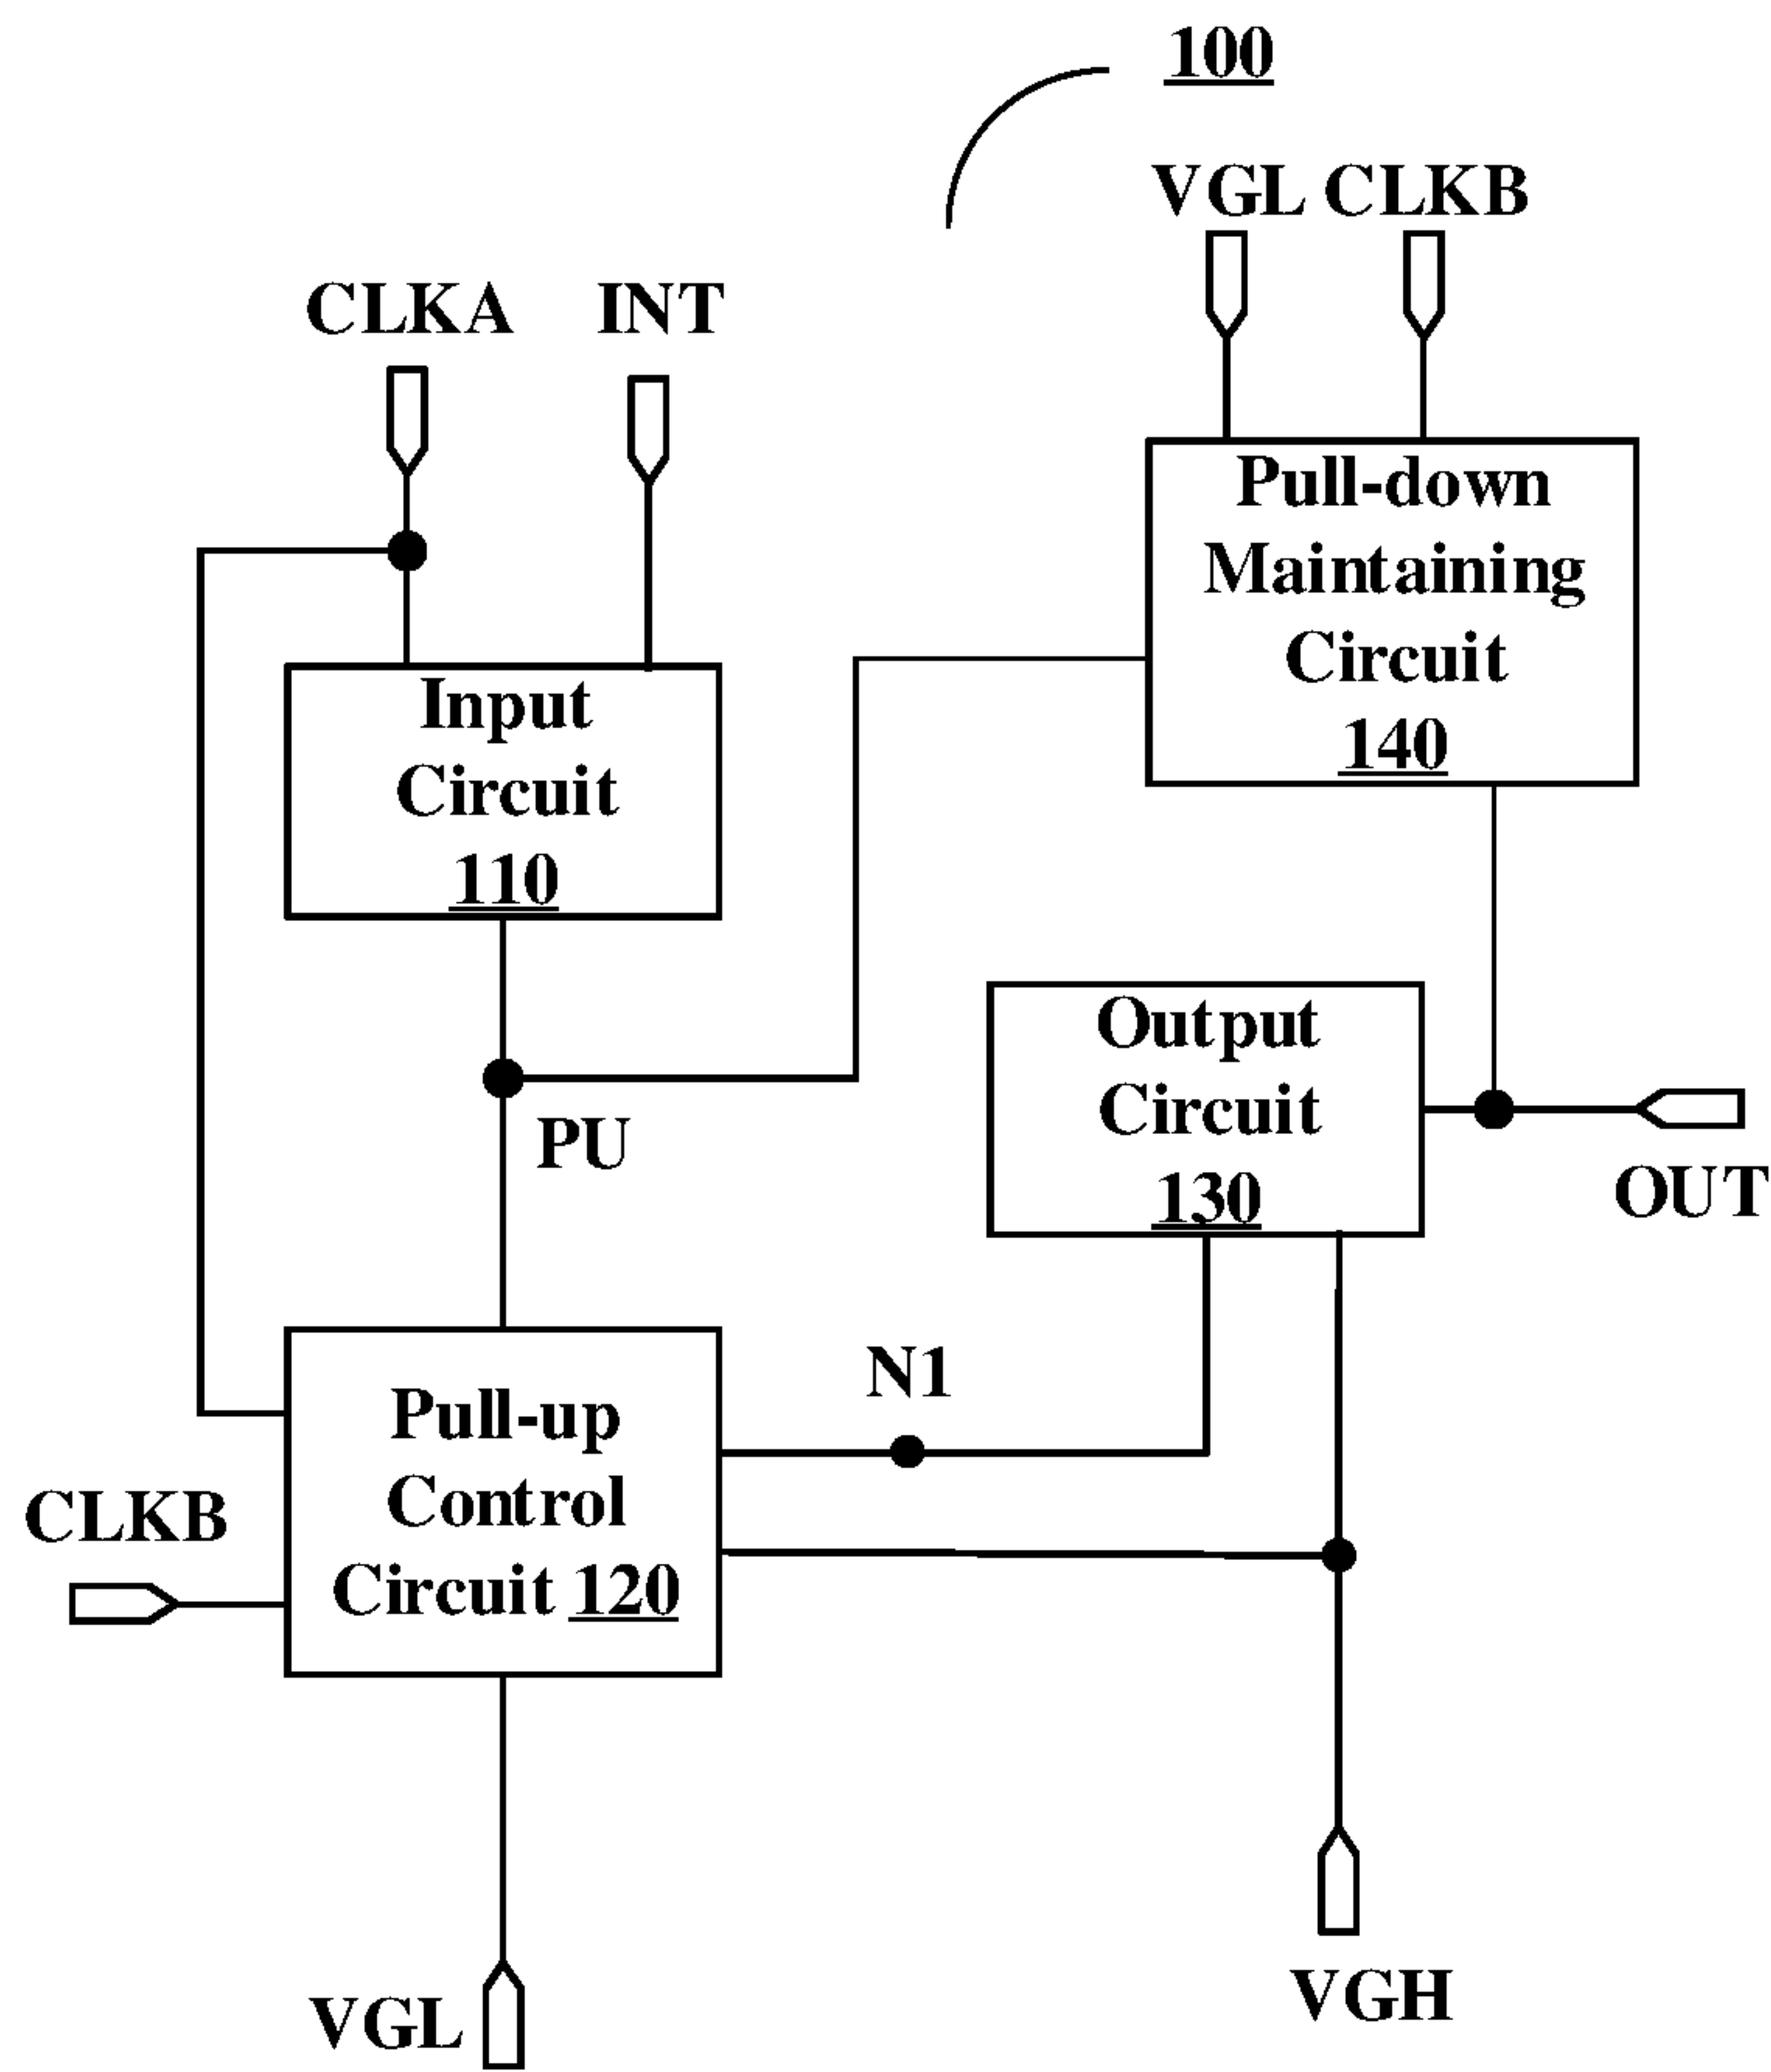 100
VGL CLKB
CLKA INT
Pull-down
Maintaining
Circuit
140
Input
Circuit
110
Output
Circuit
130
PU
OUT
N1
Pull-up
Control
Circuit 120
CLKB
VGH
VGL